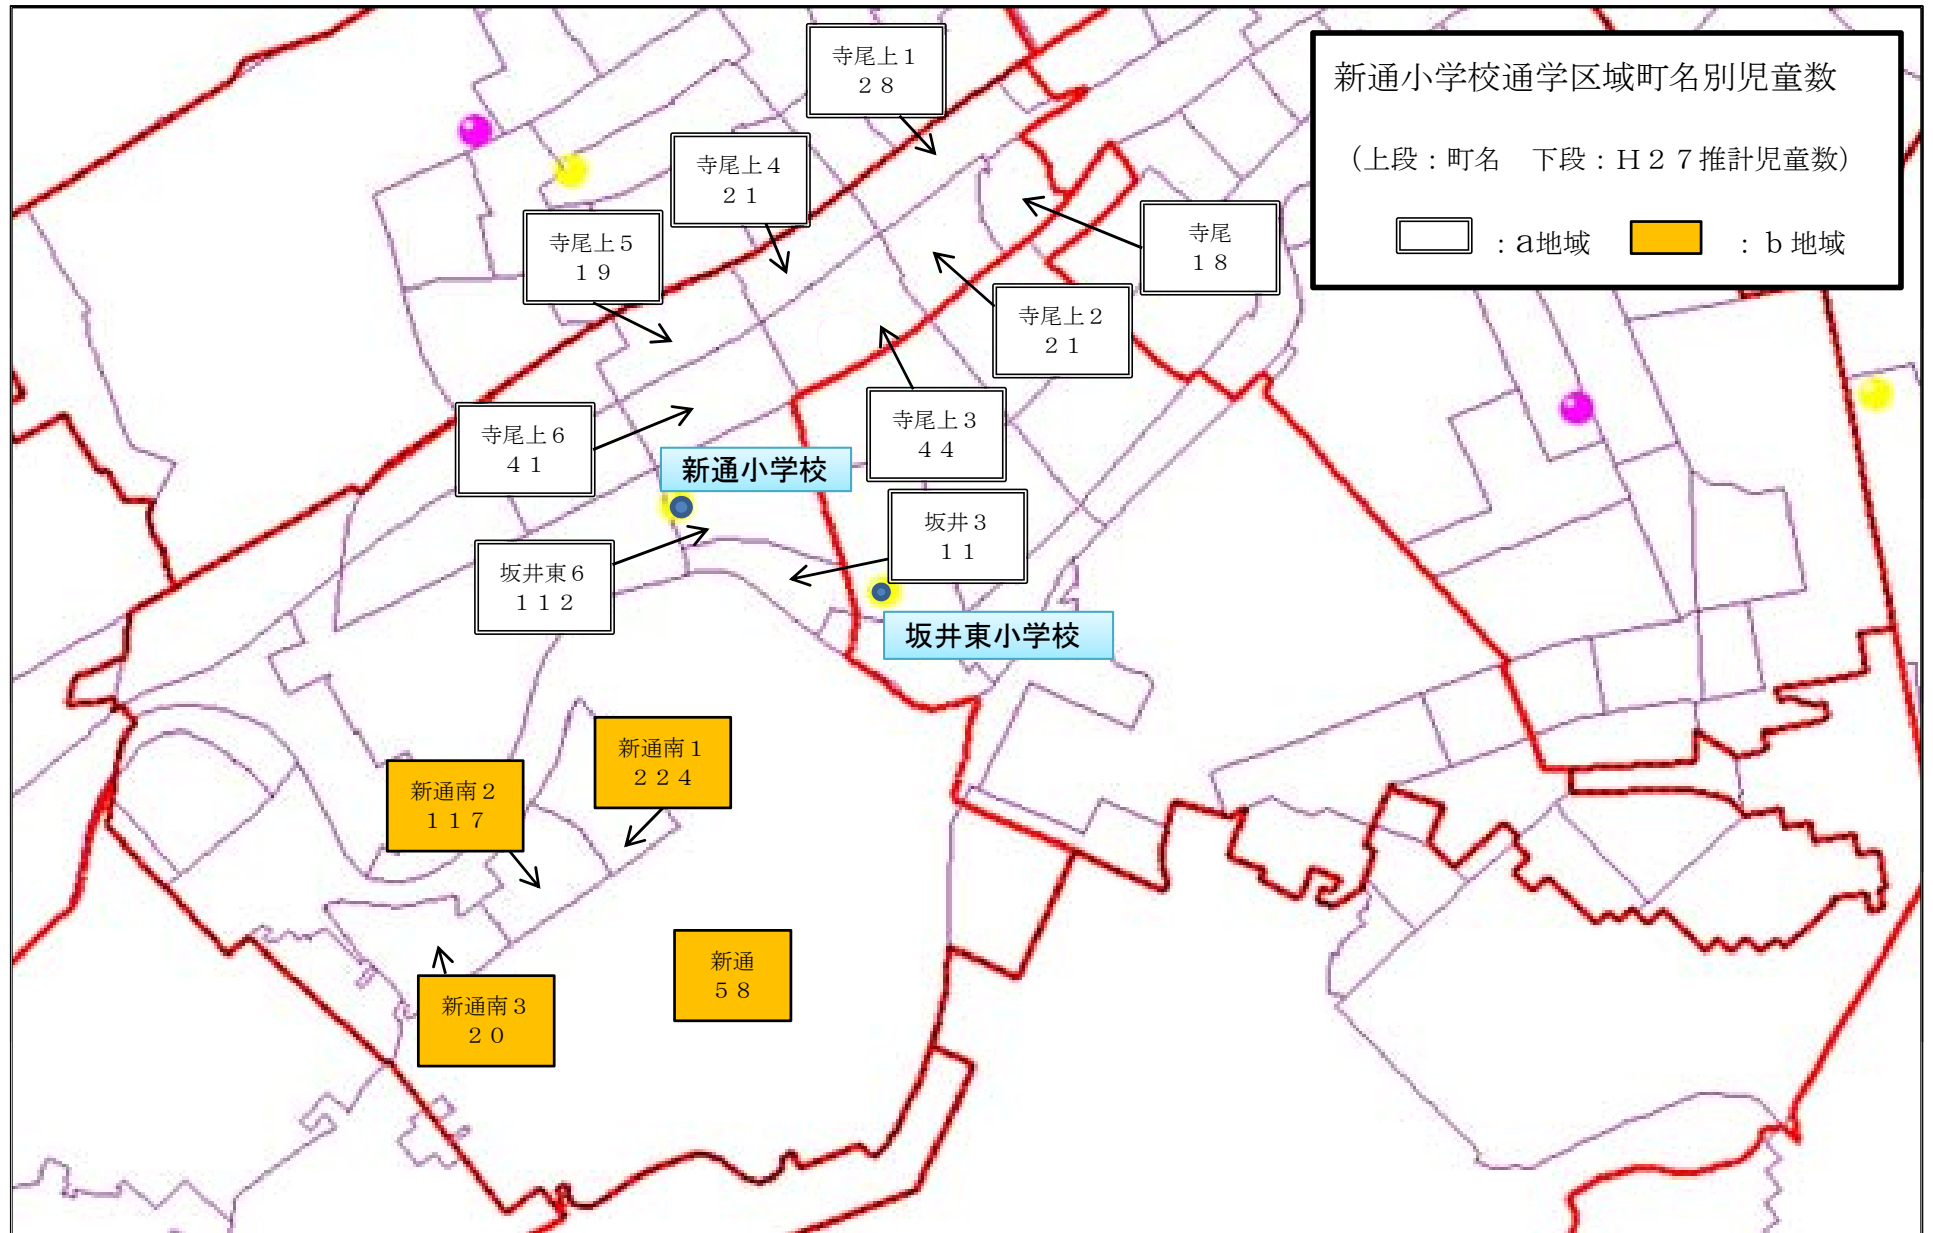 新通小学校通学区域町名別児童数
（上段：町名　下段：Ｈ２７推計児童数）
：a地域
：ｂ地域
寺尾上１
２８
寺尾上４
２１
寺尾上５
１９
寺尾
１８
寺尾上２
２１
寺尾上３
４４
寺尾上６
４１
新通小学校
坂井３
１１
坂井東６
１１２
坂井東小学校
新通南１
２２４
新通南２
１１７
新通
５８
新通南３
２０